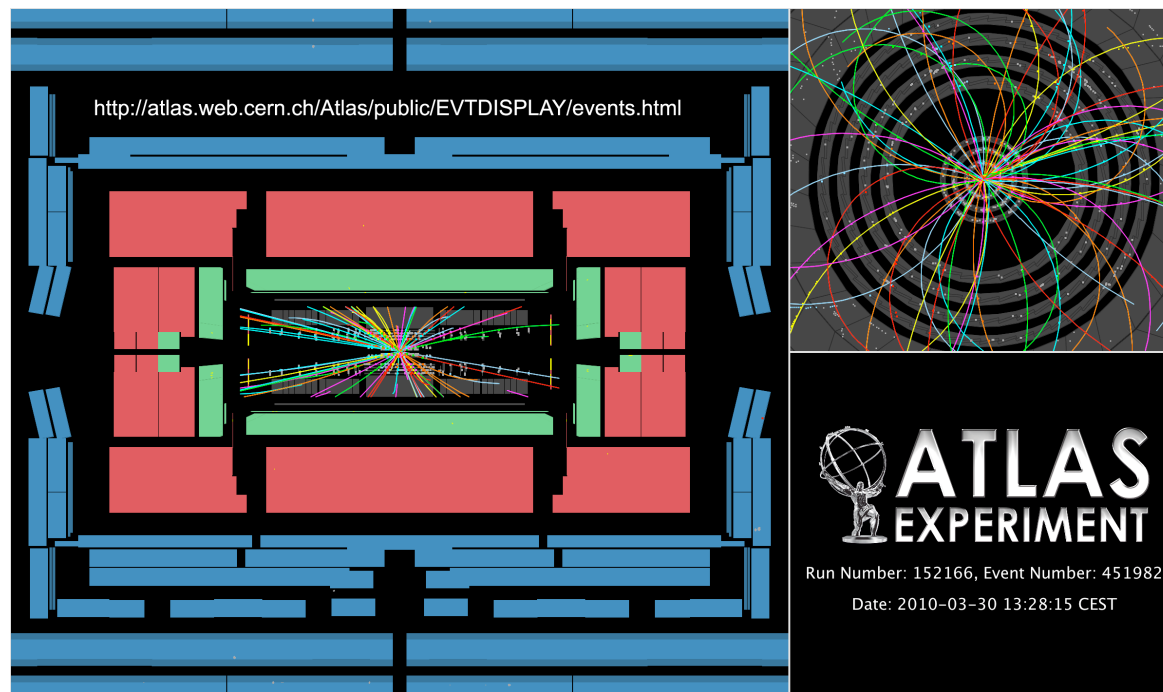 http://atlas.web.cern.ch/Atlas/public/EVTDISPLAY/events.html
ATLAS
EXPERIMENT
Run Number: 152166, Event Number: 451982
Date: 2010-03-30 13:28:15 CEST